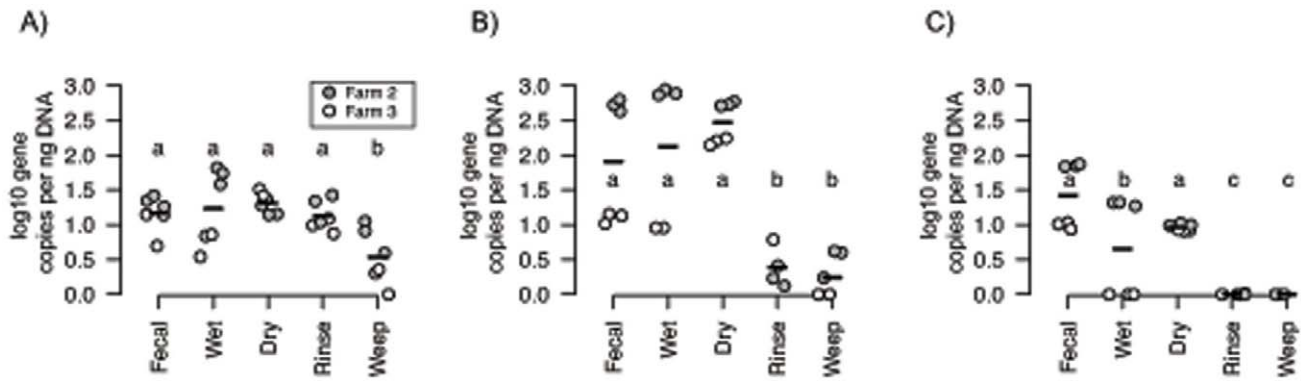 A)
log10 gene
copies per ng DNA
3.0
2.5
2.0
1.5
1.0
0.5
0.0
Farm 2
Farm 3
a a a a b
Fecal Wet Dry Rinse Weep
B)
log10 gene
copies per ng DNA
3.0
2.5
2.0
1.5
1.0
0.5
0.0
a a a b b
Fecal Wet Dry Rinse Weep
C)
log10 gene
copies per ng DNA
3.0
2.5
2.0
1.5
1.0
0.5
0.0
a b a c c
Fecal Wet Dry Rinse Weep